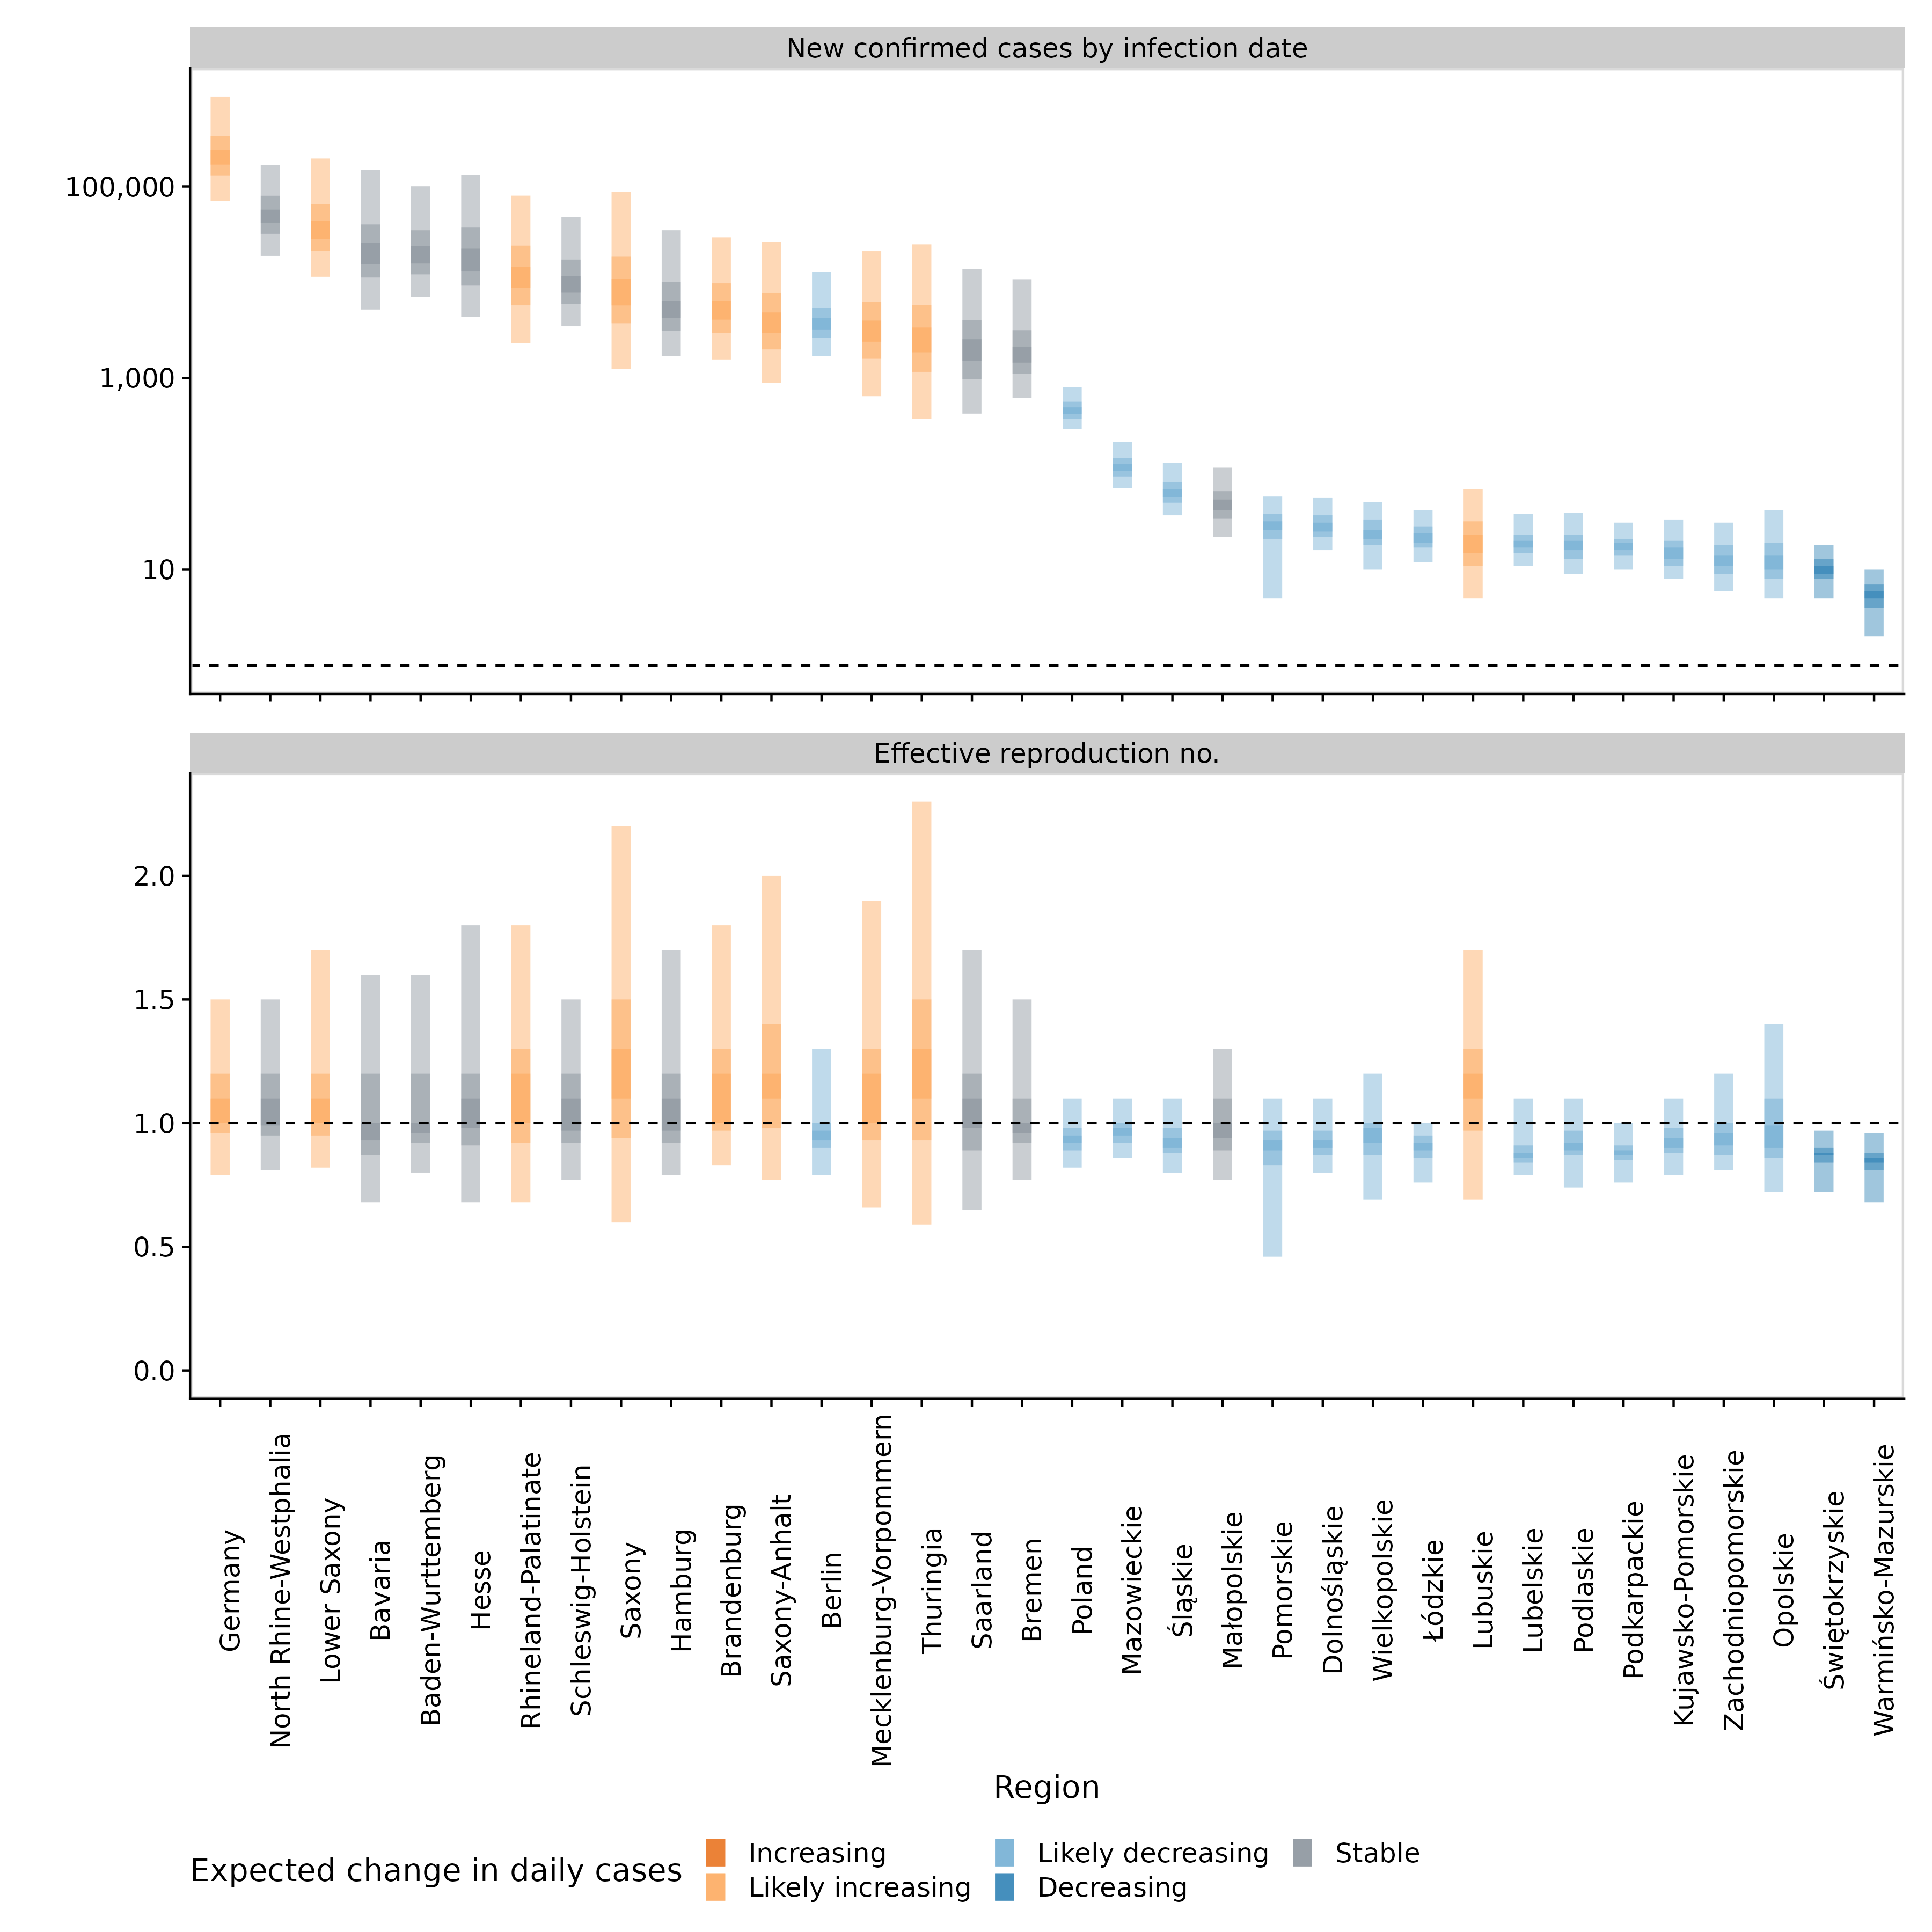 New confirmed cases by infection date
100,000
1,000
10
Effective reproduction no.
2.0
1.5
1.0
0.5
0.0
Germany
North Rhine-Westphalia
Lower Saxony
Bavaria
Baden-Wurttemberg
Hesse
Rhineland-Palatinate
Schleswig-Holstein
Saxony
Hamburg
Brandenburg
Saxony-Anhalt
Berlin
Mecklenburg-Vorpommern
Thuringia
Saarland
Bremen
Poland
Mazowieckie
Śląskie
Małopolskie
Pomorskie
Dolnośląskie
Wielkopolskie
Łódzkie
Lubuskie
Lubelskie
Podlaskie
Podkarpackie
Kujawsko-Pomorskie
Zachodniopomorskie
Opolskie
Świętokrzyskie
Warmińsko-Mazurskie
Region
Expected change in daily cases
Increasing
Likely increasing
Likely decreasing
Decreasing
Stable